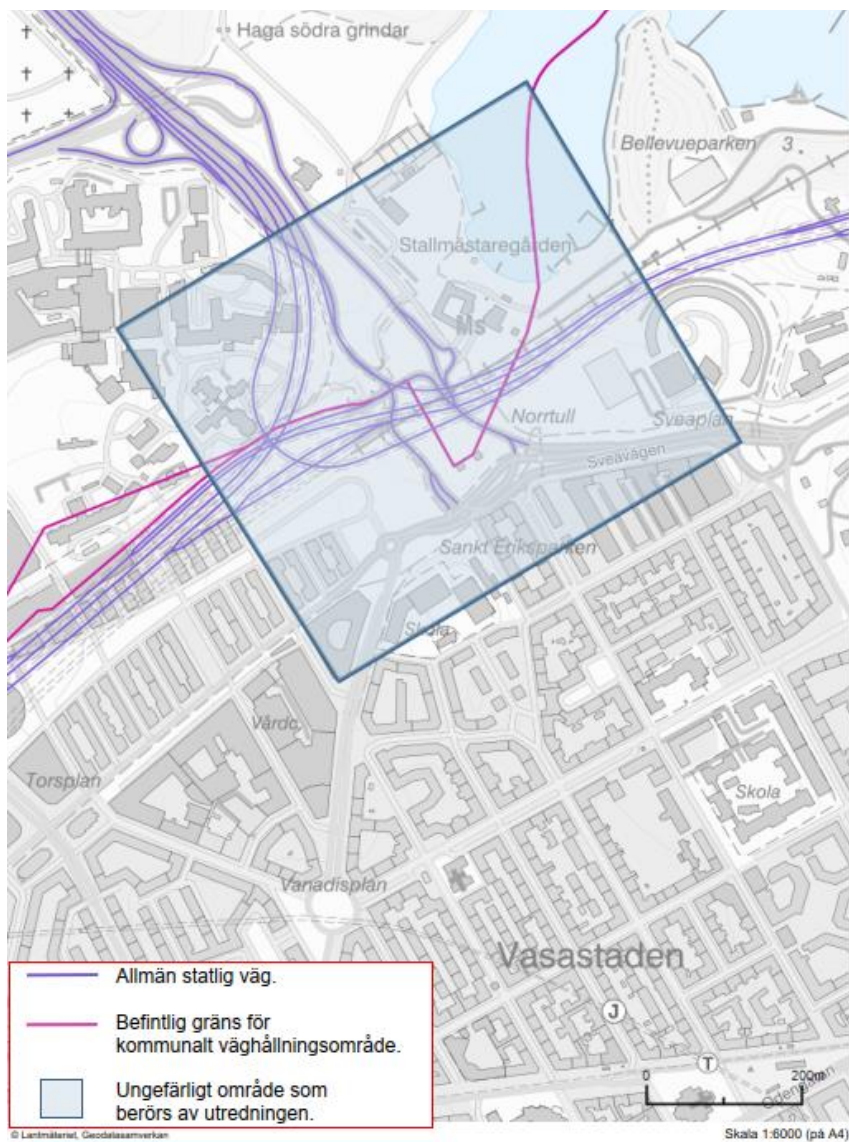 Haga södra grindar
Bellevueparken
3
Stallmästaregården
Ms
Norrtull
Sveaplan
Sveavägen
Sankt Eriksparken
Skola
Vårdc.
Torsplan
Skola
Vanadisplan
Vasastaden
J
T
Odengatan
0
200m
Allmän statlig väg.
Befintlig gräns för
kommunalt väghållningsområde.
Ungefärligt område som
berörs av utredningen.
© Lantmäteriet, Geodatasamverkan
Skala 1:6000 (på A4)